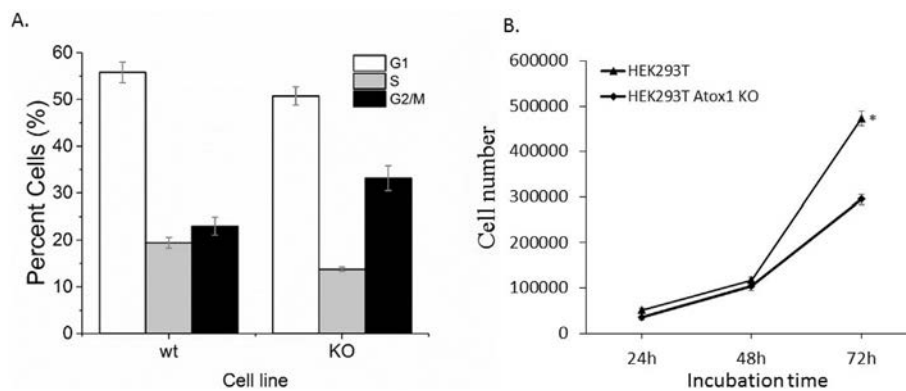 A.
60
50
40
30
20
10
0
Percent Cells (%)
G1
S
G2/M
wt
KO
Cell line
B.
HEK293T
HEK293T Atox1 KO
600000
500000
400000
300000
200000
100000
0
Cell number
*
24h
48h
72h
Incubation time